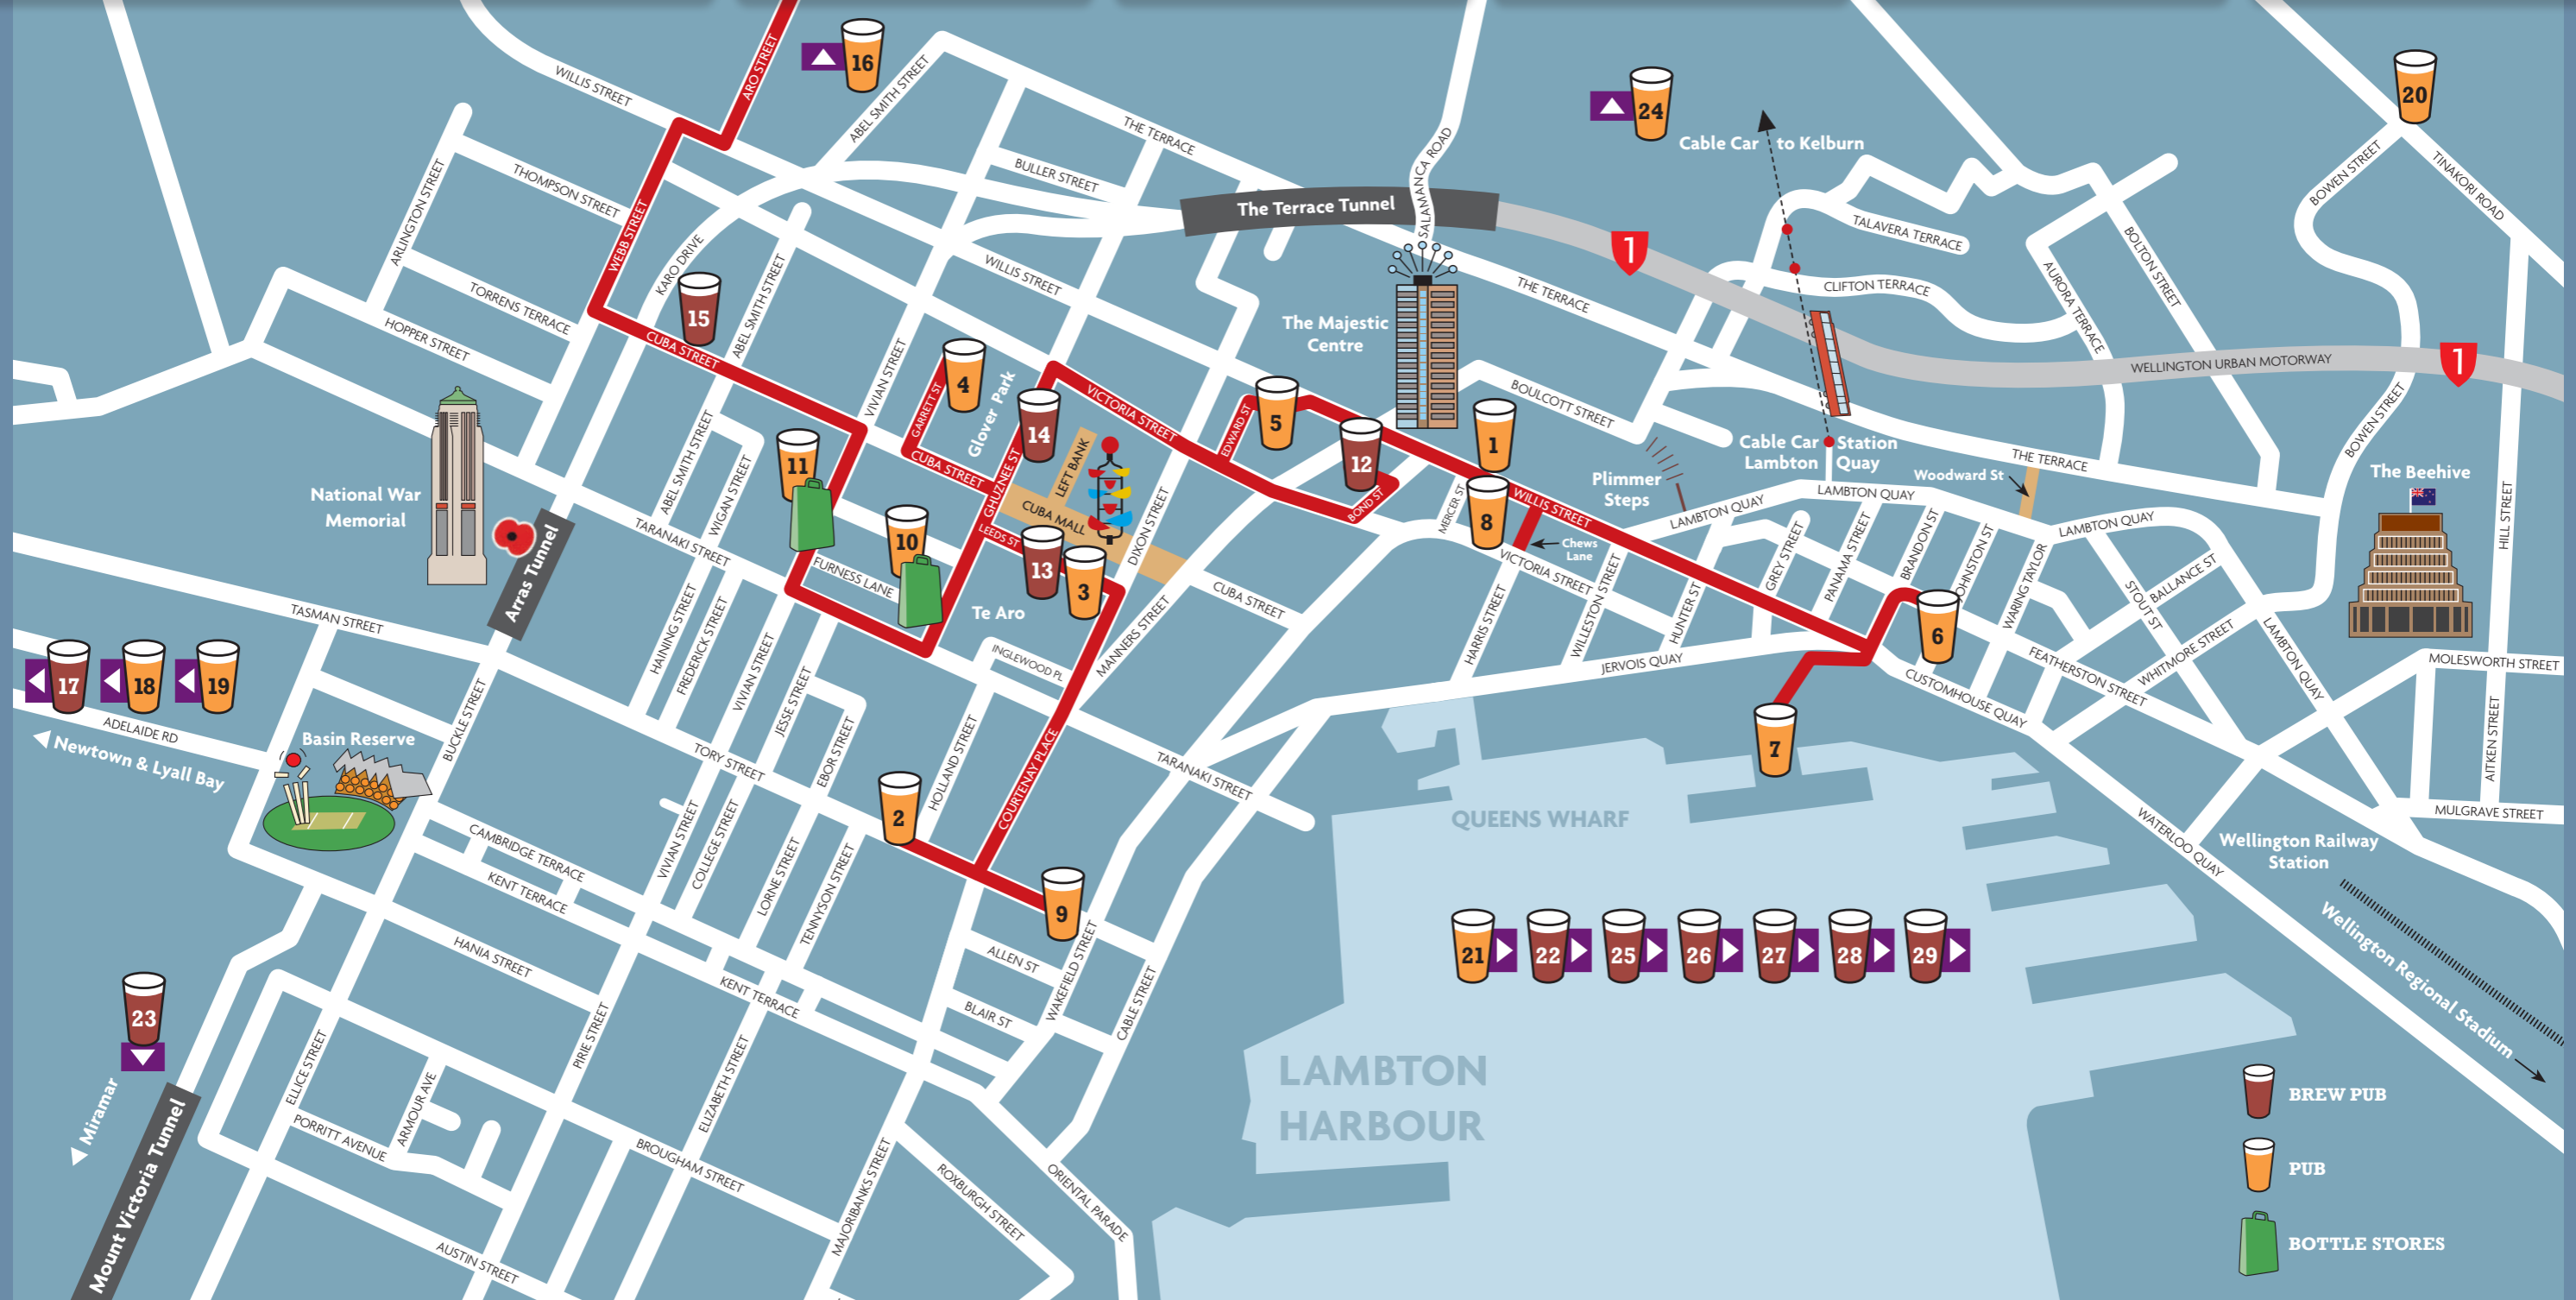 ARO STREET
16
WILLIS STREET
ABEL SMITH STREET
THE TERRACE
BULLER STREET
SALAMANCA ROAD
24
Cable Car to Kelburn
20
BOWEN STREET
TINAKORI ROAD
ARLINGTON STREET
THOMPSON STREET
WEBB STREET
The Terrace Tunnel
TALAVERA TERRACE
BOLTON STREET
KARO DRIVE
WILLIS STREET
1
THE TERRACE
CLIFTON TERRACE
AURORA TERRACE
TORRENS TERRACE
HOPPER STREET
15
ABEL SMITH STREET
CUBA STREET
VIVIAN STREET
4
GARRETT ST
Glover Park
14
VICTORIA STREET
The Majestic
Centre
BOULCOTT STREET
WELLINGTON URBAN MOTORWAY
1
BOWEN STREET
5
EDWARD ST
12
BOND ST
1
8
MERCER ST
WILLIS STREET
Chews
Lane
Plimmer
Steps
Cable Car Station
Lambton Quay
LAMBTON QUAY
LAMBTON QUAY
Woodward St
THE TERRACE
LAMBTON QUAY
The Beehive
HILL STREET
National War
Memorial
Arras Tunnel
ABEL SMITH STREET
WIGAN STREET
TARANAKI STREET
11
10
FURNESS LANE
CUBA STREET
GHUZNEE ST
LEFT BANK
CUBA MALL
LEEDS ST
13
3
DIXON STREET
Te Aro
INGLEWOOD PL
MANNERS STREET
CUBA STREET
VICTORIA STREET
HARRIS STREET
WILLESTON STREET
HUNTER ST
GREY STREET
PANAMA STREET
BRANDON ST
JOHNSTON ST
WARING TAYLOR
STOUT ST
BALLANCE ST
WHITMORE STREET
LAMBTON QUAY
6
JERVOIS QUAY
CUSTOMHOUSE QUAY
FEATHERSTON STREET
MOLESWORTH STREET
AITKEN STREET
MULGRAVE STREET
7
TASMAN STREET
17
18
19
ADELAIDE RD
Newtown & Lyall Bay
Basin Reserve
BUCKLE STREET
HAINING STREET
FREDERICK STREET
VIVIAN STREET
JESSE STREET
EBOR STREET
TORY STREET
HOLLAND STREET
COURTENAY PLACE
TARANAKI STREET
2
9
CAMBRIDGE TERRACE
KENT TERRACE
VIVIAN STREET
COLLEGE STREET
LORNE STREET
TENNYSON STREET
ALLEN ST
BLAIR ST
WAKEFIELD STREET
CABLE STREET
QUEENS WHARF
WATERLOO QUAY
Wellington Railway
Station
Wellington Regional Stadium
21
22
25
26
27
28
29
23
Miramar
Mount Victoria Tunnel
HANIA STREET
KENT TERRACE
ELLICE STREET
ARMOUR AVE
PORRITT AVENUE
PIRIE STREET
ELIZABETH STREET
BROUGHAM STREET
AUSTIN STREET
MAJORIBANKS STREET
ROXBURGH STREET
ORIENTAL PARADE
LAMBTON
HARBOUR
BREW PUB
PUB
BOTTLE STORES